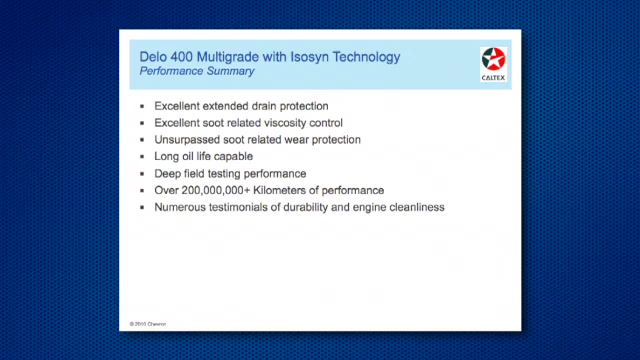 Delo 400 Multigrade with Isosyn Technology
Performance Summary
CALTEX
Excellent extended drain protection
Excellent soot related viscosity control
Unsurpassed soot related wear protection
Long oil life capable
Deep field testing performance
Over 200,000,000+ Kilometers of performance
Numerous testimonials of durability and engine cleanliness
© 2010 Chevron